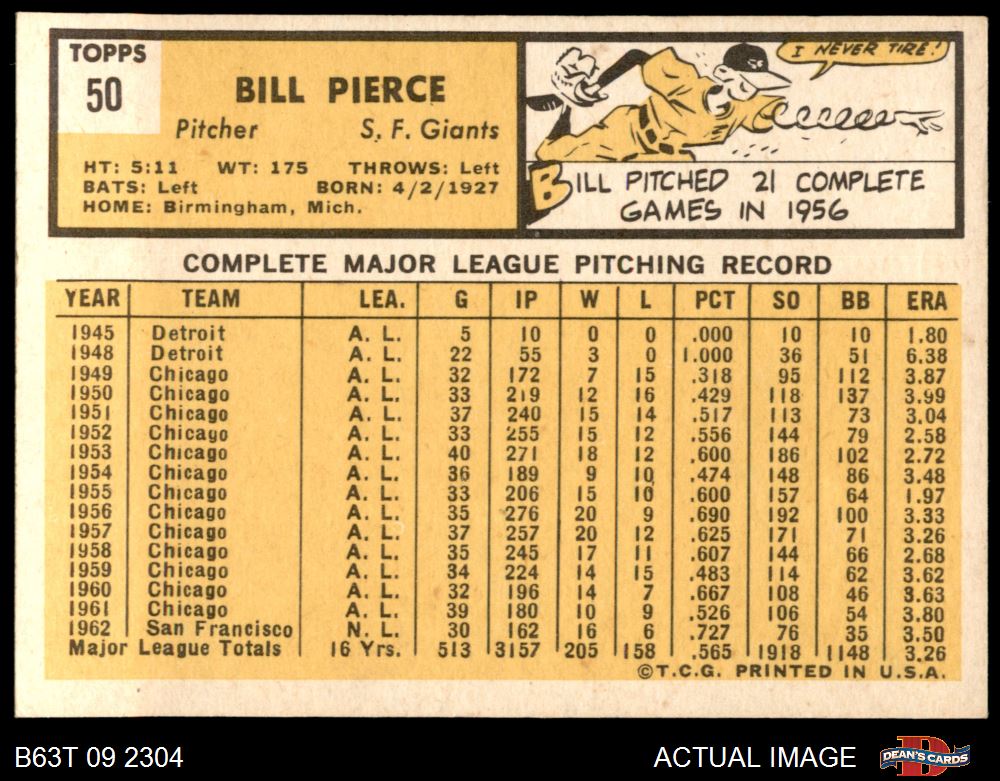 TOPPS
50
BILL PIERCE
Pitcher S. F. Giants
HT: 5:11 WT: 175 THROWS: Left
BATS: Left BORN: 4/2/1927
HOME: Birmingham, Mich.
I NEVER TIRE!
BILL PITCHED 21 COMPLETE
GAMES IN 1956
COMPLETE MAJOR LEAGUE PITCHING RECORD
YEAR TEAM LEA. G IP W L PCT SO BB ERA
1945 Detroit A. L. 5 10 0 0 .000 10 10 1.80
1948 Detroit A. L. 22 55 3 0 1.000 36 51 6.38
1949 Chicago A. L. 32 172 7 15 .318 95 112 3.87
1950 Chicago A. L. 33 219 12 16 .429 118 137 3.99
1951 Chicago A. L. 37 240 15 14 .517 113 73 3.04
1952 Chicago A. L. 33 255 15 12 .556 144 79 2.58
1953 Chicago A. L. 40 271 18 12 .600 186 102 2.72
1954 Chicago A. L. 36 189 9 10 .474 148 86 3.48
1955 Chicago A. L. 33 206 15 10 .600 157 64 1.97
1956 Chicago A. L. 35 276 20 9 .690 192 100 3.33
1957 Chicago A. L. 37 257 20 12 .625 171 71 3.26
1958 Chicago A. L. 35 245 17 11 .607 144 66 2.68
1959 Chicago A. L. 34 224 14 15 .483 114 62 3.62
1960 Chicago A. L. 32 196 14 7 .667 108 46 3.63
1961 Chicago A. L. 39 180 10 9 .526 106 54 3.80
1962 San Francisco N. L. 30 162 16 6 .727 76 35 3.50
Major League Totals 16 Yrs. 513 3157 205 158 .565 1918 1148 3.26
©T.C.G. PRINTED IN U.S.A.
B63T 09 2304 ACTUAL IMAGE DEAN'S CARDS